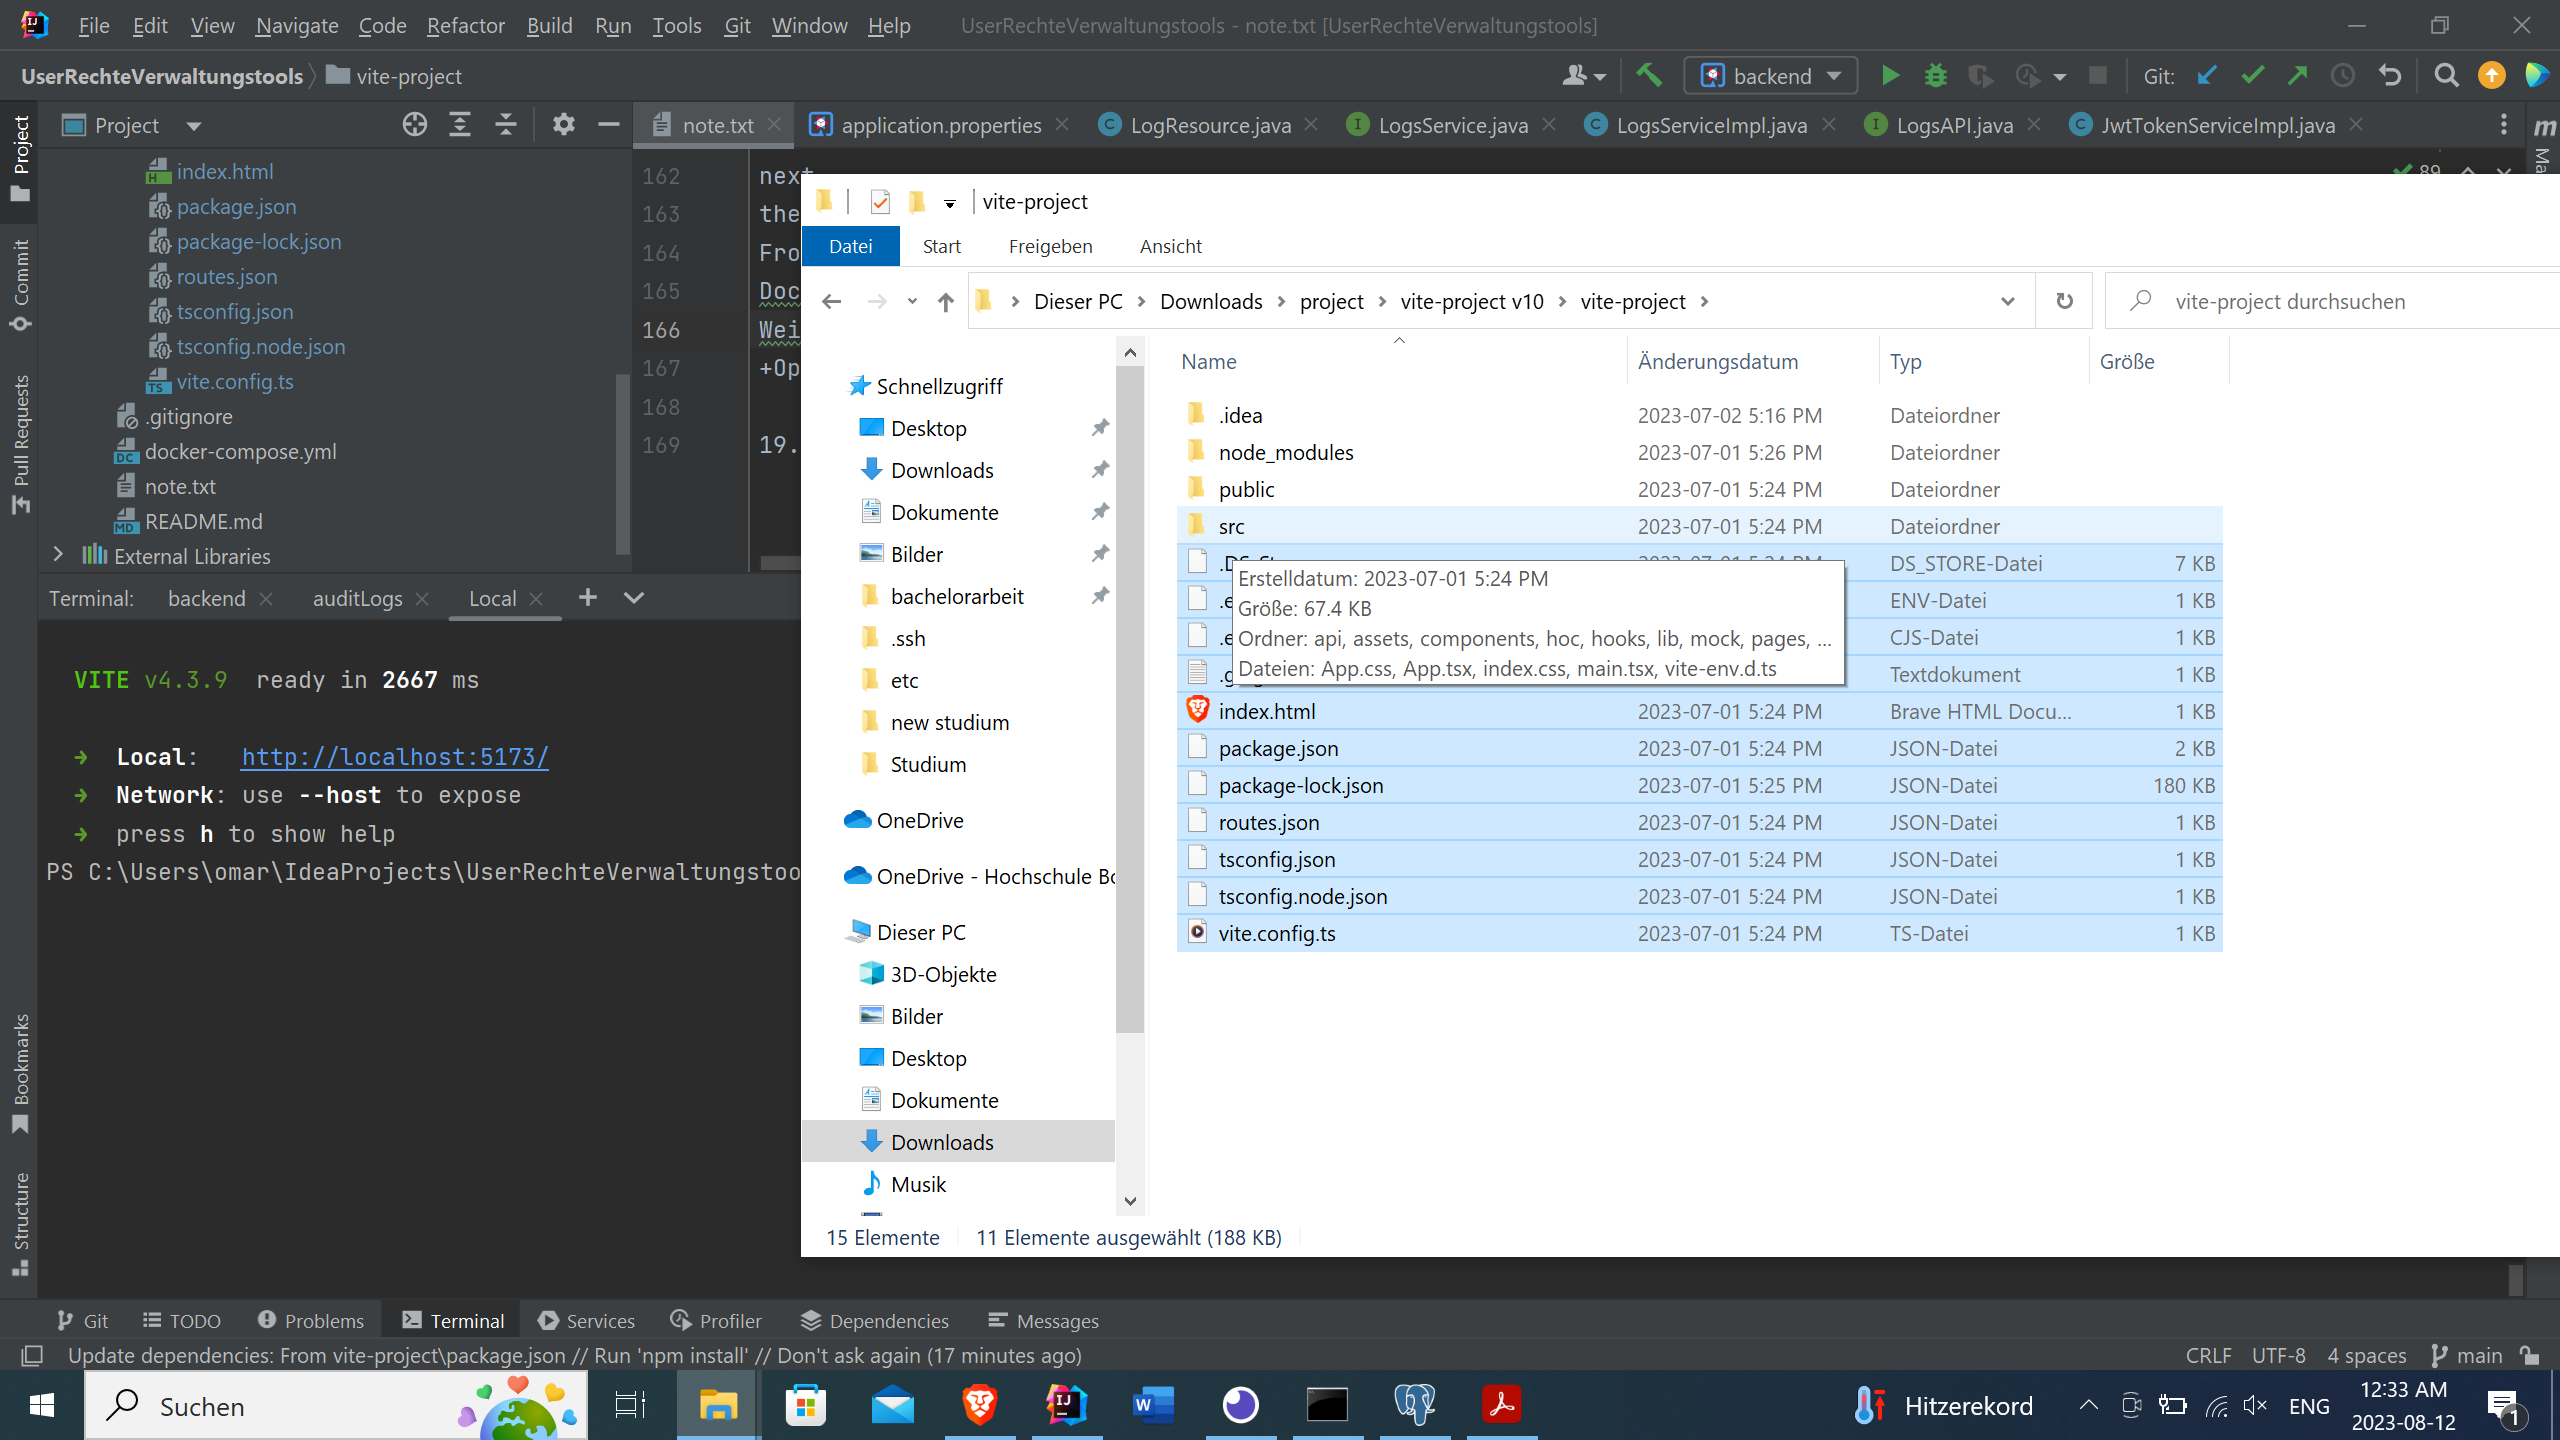 File Edit View Navigate Code Refactor Build Run Tools Git Window Help UserRechteVerwaltungstools - note.txt [UserRechteVerwaltungstools]
UserRechteVerwaltungstools vite-project backend Git:
Project note.txt application.properties LogResource.java LogsService.java LogsServiceImpl.java LogsAPI.java JwtTokenServiceImpl.java
Project
Commit
Pull Requests
Bookmarks
Structure
index.html
package.json
package-lock.json
routes.json
tsconfig.json
tsconfig.node.json
vite.config.ts
.gitignore
docker-compose.yml
note.txt
README.md
External Libraries
162 next
163 the
164 Fro
165 Doc
166 Wei
167 +Op
168
169 19.
89
Ma
Terminal: backend auditLogs Local
VITE v4.3.9 ready in 2667 ms
➜ Local: http://localhost:5173/
➜ Network: use --host to expose
➜ press h to show help
PS C:\Users\omar\IdeaProjects\UserRechteVerwaltungstoo
vite-project
Datei Start Freigeben Ansicht
Dieser PC > Downloads > project > vite-project v10 > vite-project >
vite-project durchsuchen
Schnellzugriff
Desktop
Downloads
Dokumente
Bilder
bachelorarbeit
.ssh
etc
new studium
Studium
OneDrive
OneDrive - Hochschule Bo
Dieser PC
3D-Objekte
Bilder
Desktop
Dokumente
Downloads
Musik
Name Änderungsdatum Typ Größe
.idea 2023-07-02 5:16 PM Dateiordner
node_modules 2023-07-01 5:26 PM Dateiordner
public 2023-07-01 5:24 PM Dateiordner
src 2023-07-01 5:24 PM Dateiordner
DS_STORE-Datei 7 KB
ENV-Datei 1 KB
CJS-Datei 1 KB
Textdokument 1 KB
Erstelldatum: 2023-07-01 5:24 PM
Größe: 67.4 KB
Ordner: api, assets, components, hoc, hooks, lib, mock, pages, ...
Dateien: App.css, App.tsx, index.css, main.tsx, vite-env.d.ts
index.html 2023-07-01 5:24 PM Brave HTML Docu... 1 KB
package.json 2023-07-01 5:24 PM JSON-Datei 2 KB
package-lock.json 2023-07-01 5:25 PM JSON-Datei 180 KB
routes.json 2023-07-01 5:24 PM JSON-Datei 1 KB
tsconfig.json 2023-07-01 5:24 PM JSON-Datei 1 KB
tsconfig.node.json 2023-07-01 5:24 PM JSON-Datei 1 KB
vite.config.ts 2023-07-01 5:24 PM TS-Datei 1 KB
15 Elemente 11 Elemente ausgewählt (188 KB)
Git TODO Problems Terminal Services Profiler Dependencies Messages
Update dependencies: From vite-project\package.json // Run 'npm install' // Don't ask again (17 minutes ago) CRLF UTF-8 4 spaces main
Suchen Hitzerekord ENG 12:33 AM
2023-08-12 1